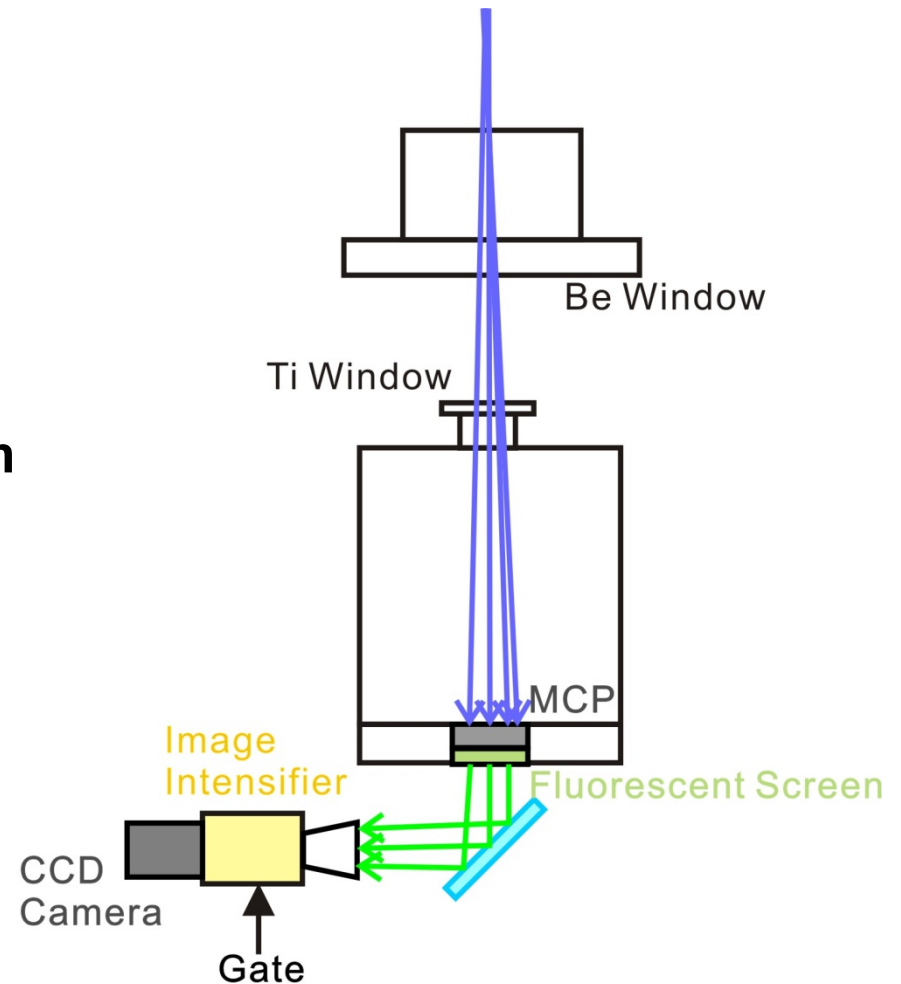 Be Window
Ti Window
n
MCP
Image
Intensifier
Fluorescent Screen
CCD
Camera
Gate